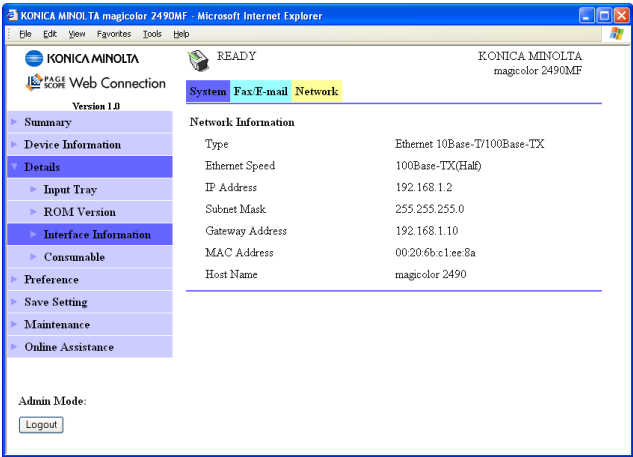 KONICA MINOLTA magicolor 2490MF - Microsoft Internet Explorer
File Edit View Favorites Tools Help
KONICA MINOLTA
PAGE SCOPE Web Connection
Version 1.0
READY
KONICA MINOLTA
magicolor 2490MF
System Fax/E-mail Network
Summary
Device Information
Details
Input Tray
ROM Version
Interface Information
Consumable
Preference
Save Setting
Maintenance
Online Assistance
Admin Mode:
Logout
Network Information
Type Ethernet 10Base-T/100Base-TX
Ethernet Speed 100Base-TX(Half)
IP Address 192.168.1.2
Subnet Mask 255.255.255.0
Gateway Address 192.168.1.10
MAC Address 00:20:6b:c1:ee:8a
Host Name magicolor 2490